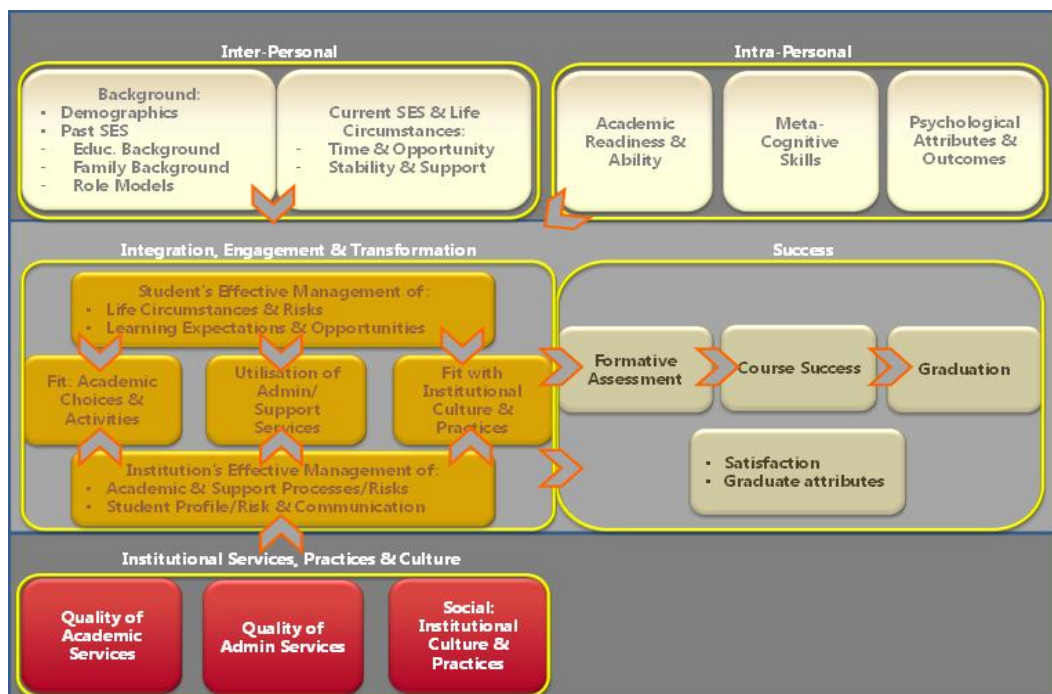 Inter-Personal
Background:
• Demographics
• Past SES
- Educ. Background
- Family Background
- Role Models
Current SES & Life
Circumstances:
- Time & Opportunity
- Stability & Support
Intra-Personal
Academic
Readiness &
Ability
Meta-
Cognitive
Skills
Psychological
Attributes &
Outcomes
Integration, Engagement & Transformation
Student's Effective Management of:
• Life Circumstances & Risks
• Learning Expectations & Opportunities
Fit: Academic
Choices &
Activities
Utilisation of
Admin/
Support
Services
Fit with
Institutional
Culture &
Practices
Institution's Effective Management of:
• Academic & Support Processes/Risks
• Student Profile/Risk & Communication
Success
Formative
Assessment
Course Success
Graduation
• Satisfaction
• Graduate attributes
Institutional Services, Practices & Culture
Quality of
Academic
Services
Quality of
Admin Services
Social:
Institutional
Culture &
Practices